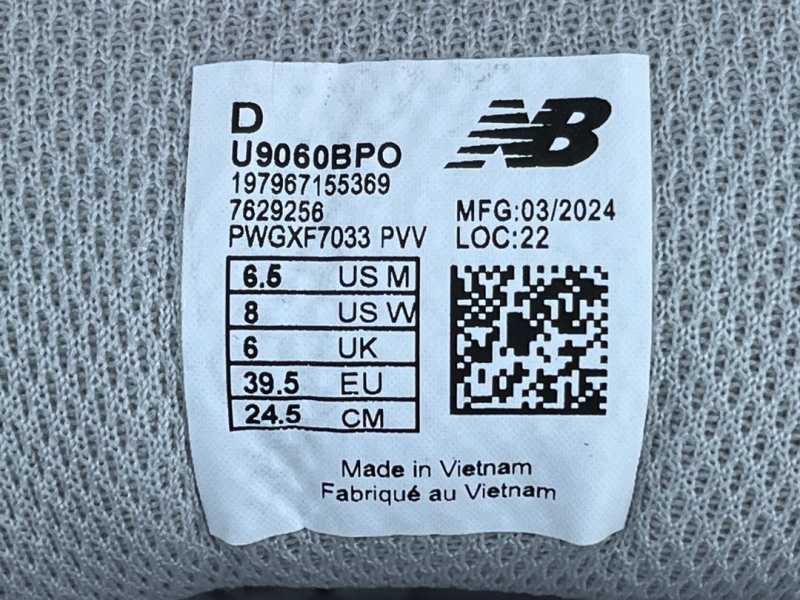 D
NB
U9060BPO
197967155369
7629256
MFG:03/2024
PWGXF7033 PVV
LOC:22
6.5 US M
8 US W
6 UK
39.5 EU
24.5 CM
Made in Vietnam
Fabriqué au Vietnam